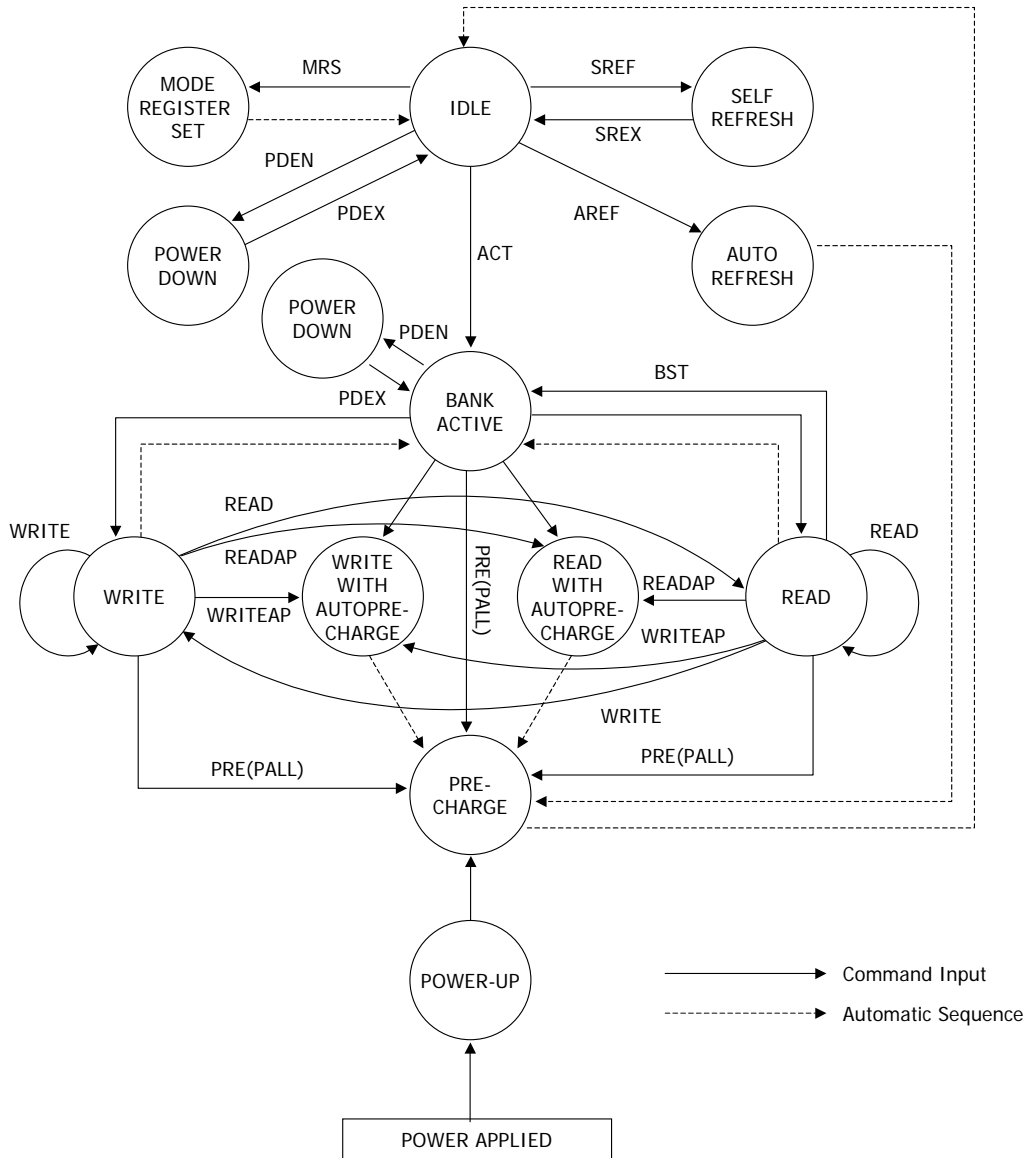 MRS
SREF
MODE
REGISTER
SET
IDLE
SELF
REFRESH
SREX
PDEN
PDEX
AREF
POWER
DOWN
ACT
AUTO
REFRESH
POWER
DOWN
PDEN
PDEX
BST
BANK
ACTIVE
READ
WRITE
READ
READAP
WRITE
WRITEAP
WRITE
WITH
AUTOPRE-
CHARGE
PRE(PALL)
READ
WITH
AUTOPRE-
CHARGE
READAP
WRITEAP
READ
WRITE
PRE(PALL)
PRE(PALL)
PRE-
CHARGE
POWER-UP
Command Input
Automatic Sequence
POWER APPLIED